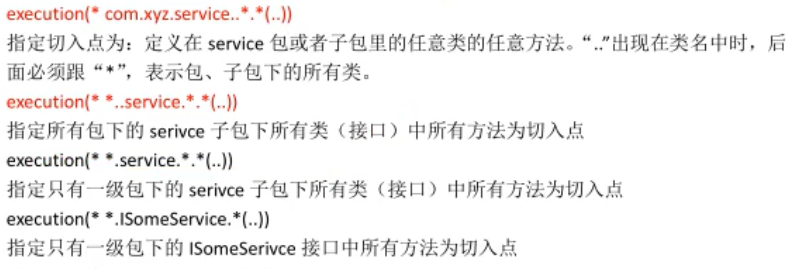 execution(* com.xyz.service..*.*(..))
指定切入点为：定义在 service 包或者子包里的任意类的任意方法。“..”出现在类名中时，后
面必须跟“*”，表示包、子包下的所有类。
execution(* *..service.*.*(..))
指定所有包下的 serivce 子包下所有类（接口）中所有方法为切入点
execution(* *.service.*.*(..))
指定只有一级包下的 serivce 子包下所有类（接口）中所有方法为切入点
execution(* *.ISomeService.*(..))
指定只有一级包下的 ISomeSerivce 接口中所有方法为切入点